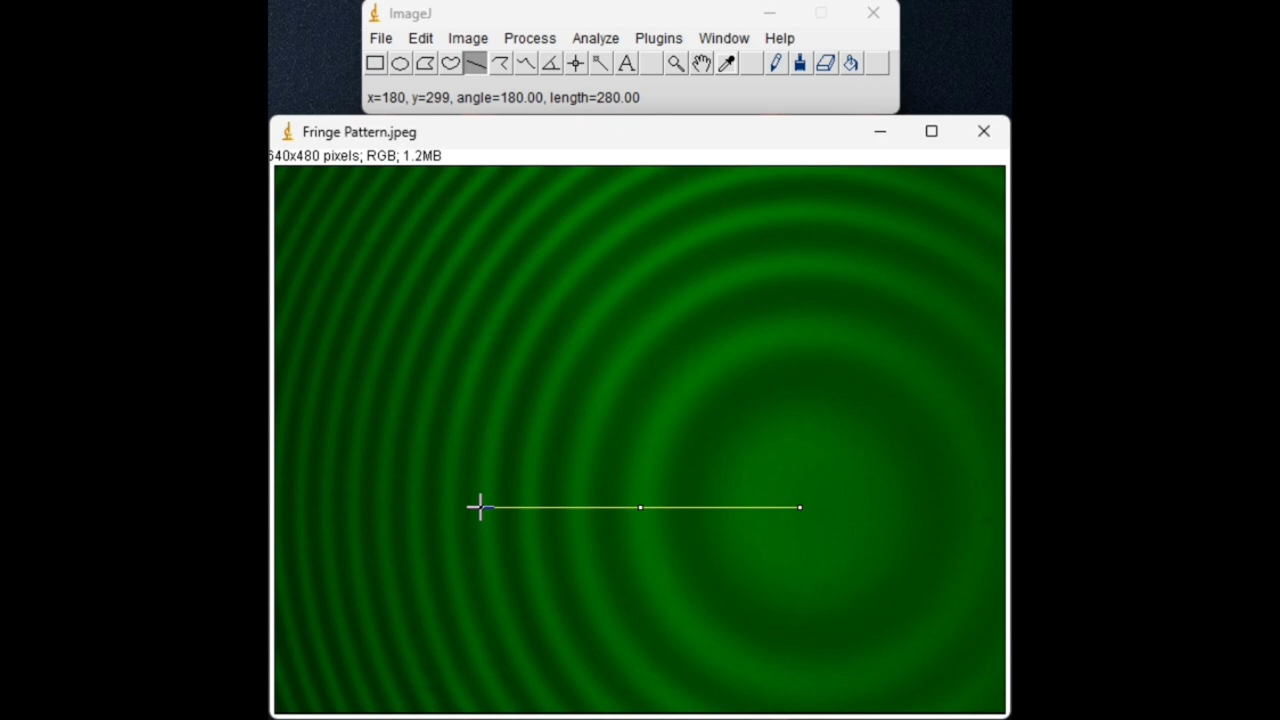 ImageJ
File Edit Image Process Analyze Plugins Window Help
A
x=180, y=299, angle=180.00, length=280.00
Fringe Pattern.jpeg
640x480 pixels; RGB; 1.2MB